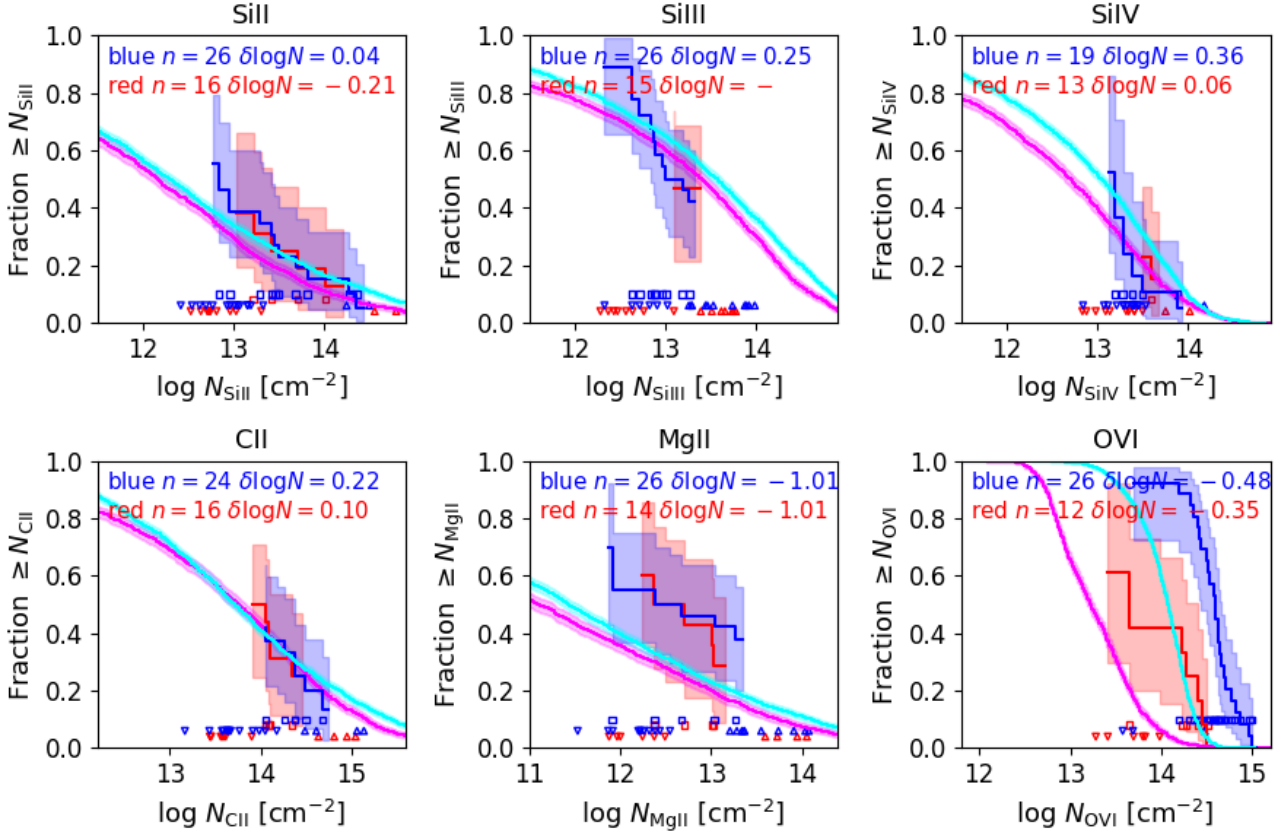 SiII
SiIII
SiIV
blue n = 26 δlogN = 0.04
red n = 16 δlogN = −0.21
blue n = 26 δlogN = 0.25
red n = 15 δlogN = −
blue n = 19 δlogN = 0.36
red n = 13 δlogN = 0.06
Fraction ≥ N_SiII
Fraction ≥ N_SiIII
Fraction ≥ N_SiIV
1.0
0.8
0.6
0.4
0.2
0.0
1.0
0.8
0.6
0.4
0.2
0.0
1.0
0.8
0.6
0.4
0.2
0.0
12 13 14
12 13 14
12 13 14
log N_SiII [cm⁻²]
log N_SiIII [cm⁻²]
log N_SiIV [cm⁻²]
CII
MgII
OVI
blue n = 24 δlogN = 0.22
red n = 16 δlogN = 0.10
blue n = 26 δlogN = −1.01
red n = 14 δlogN = −1.01
blue n = 26 δlogN = −0.48
red n = 12 δlogN = −0.35
Fraction ≥ N_CII
Fraction ≥ N_MgII
Fraction ≥ N_OVI
1.0
0.8
0.6
0.4
0.2
0.0
1.0
0.8
0.6
0.4
0.2
0.0
1.0
0.8
0.6
0.4
0.2
0.0
13 14 15
11 12 13 14
12 13 14 15
log N_CII [cm⁻²]
log N_MgII [cm⁻²]
log N_OVI [cm⁻²]